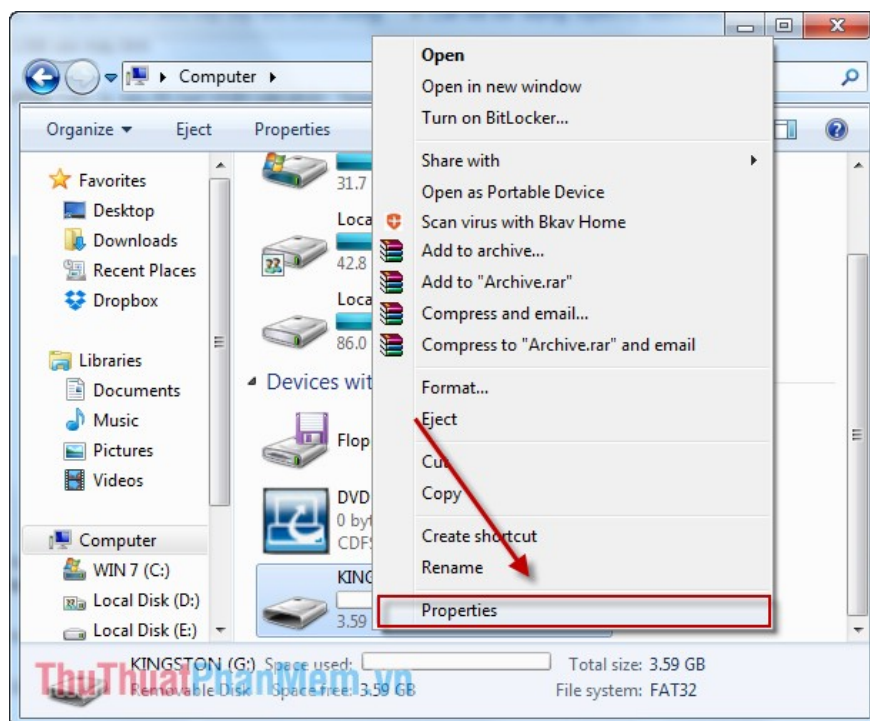 Computer
Organize
Eject
Properties
Favorites
Desktop
Downloads
Recent Places
Dropbox
Libraries
Documents
Music
Pictures
Videos
Computer
WIN 7 (C:)
Local Disk (D:)
Local Disk (E:)
31.7
Loca
42.8
Loca
86.0
Devices wit
Flop
DVD
0 byt
CDFS
KING
3.59
Open
Open in new window
Turn on BitLocker...
Share with
Open as Portable Device
Scan virus with Bkav Home
Add to archive...
Add to "Archive.rar"
Compress and email...
Compress to "Archive.rar" and email
Format...
Eject
Cut
Copy
Create shortcut
Rename
Properties
KINGSTON (G:) Space used: Total size: 3.59 GB
Removable Disk Space free: 3.59 GB File system: FAT32
ThuThuatPhanMem.vn